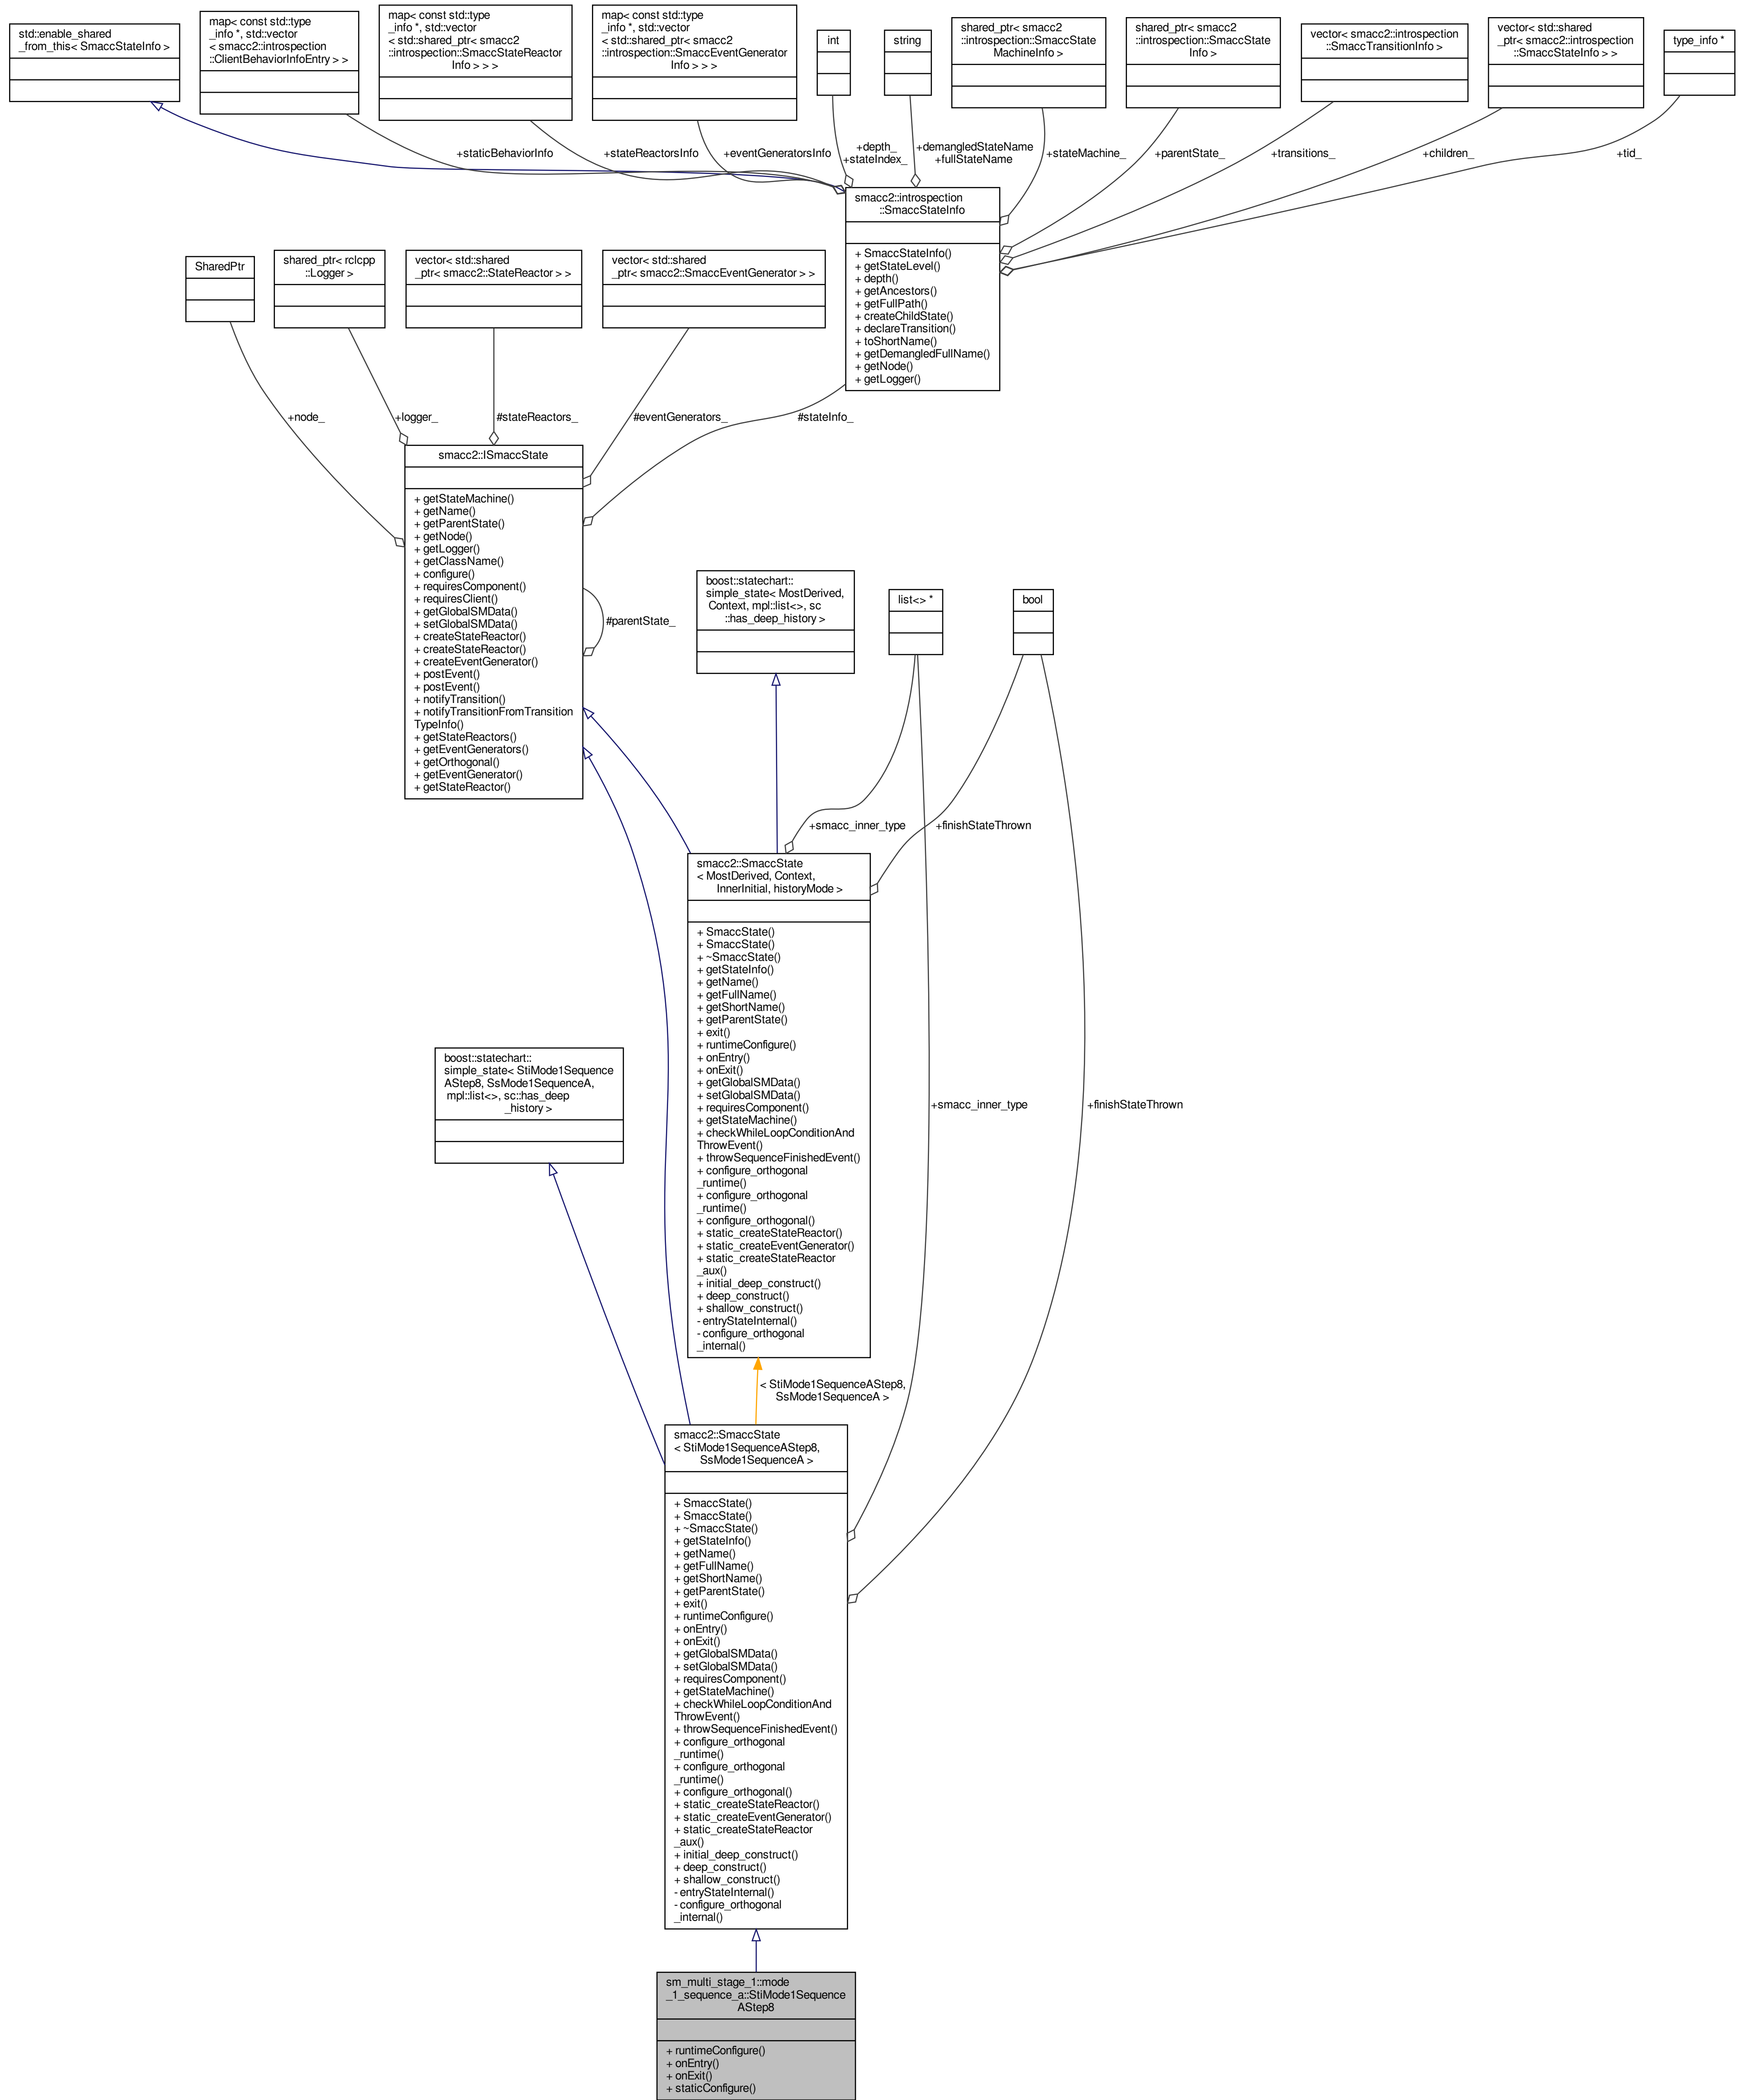 std::enable_shared
_from_this< SmaccStateInfo >
map< const std::type
_info *, std::vector
< smacc2::introspection
::ClientBehaviorInfoEntry > >
map< const std::type
_info *, std::vector
< std::shared_ptr< smacc2
::introspection::SmaccStateReactor
Info > > >
map< const std::type
_info *, std::vector
< std::shared_ptr< smacc2
::introspection::SmaccEventGenerator
Info > > >
int
string
shared_ptr< smacc2
::introspection::SmaccState
MachineInfo >
shared_ptr< smacc2
::introspection::SmaccState
Info >
vector< smacc2::introspection
::SmaccTransitionInfo >
vector< std::shared
_ptr< smacc2::introspection
::SmaccStateInfo > >
type_info *
+staticBehaviorInfo
+stateReactorsInfo
+eventGeneratorsInfo
+depth_
+stateIndex_
+demangledStateName
+fullStateName
+stateMachine_
+parentState_
+transitions_
+children_
+tid_
smacc2::introspection
::SmaccStateInfo
+ SmaccStateInfo()
+ getStateLevel()
+ depth()
+ getAncestors()
+ getFullPath()
+ createChildState()
+ declareTransition()
+ toShortName()
+ getDemangledFullName()
+ getNode()
+ getLogger()
SharedPtr
shared_ptr< rclcpp
::Logger >
vector< std::shared
_ptr< smacc2::StateReactor > >
vector< std::shared
_ptr< smacc2::SmaccEventGenerator > >
+node_
+logger_
#stateReactors_
#eventGenerators_
#stateInfo_
smacc2::ISmaccState
+ getStateMachine()
+ getName()
+ getParentState()
+ getNode()
+ getLogger()
+ getClassName()
+ configure()
+ requiresComponent()
+ requiresClient()
+ getGlobalSMData()
+ setGlobalSMData()
+ createStateReactor()
+ createStateReactor()
+ createEventGenerator()
+ postEvent()
+ postEvent()
+ notifyTransition()
+ notifyTransitionFromTransition
TypeInfo()
+ getStateReactors()
+ getEventGenerators()
+ getOrthogonal()
+ getEventGenerator()
+ getStateReactor()
#parentState_
boost::statechart::
simple_state< MostDerived,
Context, mpl::list<>, sc
::has_deep_history >
list<> *
bool
+smacc_inner_type
+finishStateThrown
smacc2::SmaccState
< MostDerived, Context,
InnerInitial, historyMode >
+ SmaccState()
+ SmaccState()
+ ~SmaccState()
+ getStateInfo()
+ getName()
+ getFullName()
+ getShortName()
+ getParentState()
+ exit()
+ runtimeConfigure()
+ onEntry()
+ onExit()
+ getGlobalSMData()
+ setGlobalSMData()
+ requiresComponent()
+ getStateMachine()
+ checkWhileLoopConditionAnd
ThrowEvent()
+ throwSequenceFinishedEvent()
+ configure_orthogonal
_runtime()
+ configure_orthogonal
_runtime()
+ configure_orthogonal()
+ static_createStateReactor()
+ static_createEventGenerator()
+ static_createStateReactor
_aux()
+ initial_deep_construct()
+ deep_construct()
+ shallow_construct()
- entryStateInternal()
- configure_orthogonal
_internal()
boost::statechart::
simple_state< StiMode1Sequence
AStep8, SsMode1SequenceA,
mpl::list<>, sc::has_deep
_history >
+smacc_inner_type
+finishStateThrown
< StiMode1SequenceAStep8,
SsMode1SequenceA >
smacc2::SmaccState
< StiMode1SequenceAStep8,
SsMode1SequenceA >
+ SmaccState()
+ SmaccState()
+ ~SmaccState()
+ getStateInfo()
+ getName()
+ getFullName()
+ getShortName()
+ getParentState()
+ exit()
+ runtimeConfigure()
+ onEntry()
+ onExit()
+ getGlobalSMData()
+ setGlobalSMData()
+ requiresComponent()
+ getStateMachine()
+ checkWhileLoopConditionAnd
ThrowEvent()
+ throwSequenceFinishedEvent()
+ configure_orthogonal
_runtime()
+ configure_orthogonal
_runtime()
+ configure_orthogonal()
+ static_createStateReactor()
+ static_createEventGenerator()
+ static_createStateReactor
_aux()
+ initial_deep_construct()
+ deep_construct()
+ shallow_construct()
- entryStateInternal()
- configure_orthogonal
_internal()
sm_multi_stage_1::mode
_1_sequence_a::StiMode1Sequence
AStep8
+ runtimeConfigure()
+ onEntry()
+ onExit()
+ staticConfigure()